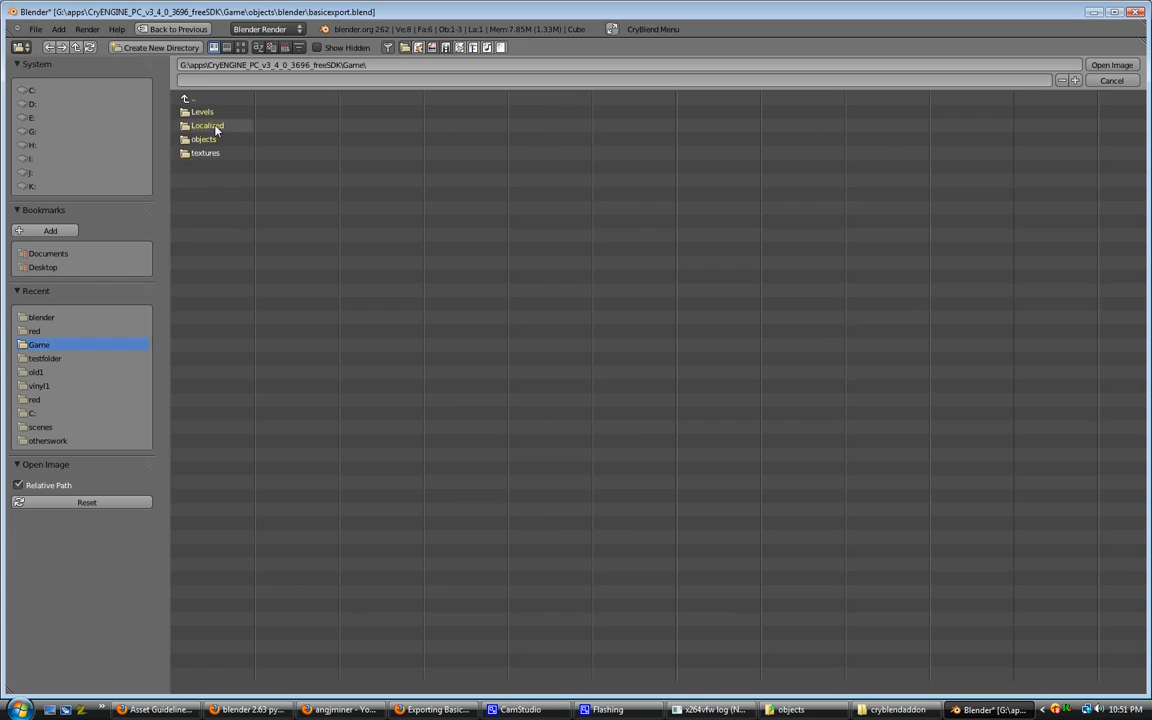 Blender* [G:\apps\CryENGINE_PC_v3_4_0_3696_freeSDK\Game\objects\blender\basicexport.blend]
File Add Render Help Back to Previous Blender Render blender.org 262 | Ve:8 | Fa:6 | Ob:1-3 | La:1 | Mem:7.85M (1.33M) | Cube CryBlend Menu
Create New Directory Show Hidden
System
G:\apps\CryENGINE_PC_v3_4_0_3696_freeSDK\Game\ Open Image
Cancel
C:
D:
E:
G:
H:
I:
J:
K:
..
Levels
Localized
objects
textures
Bookmarks
Add
Documents
Desktop
Recent
blender
red
Game
testfolder
old1
vinyl1
red
C:
scenes
otherswork
Open Image
Relative Path
Reset
» Asset Guideline... blender 2.63 py... angjminer - Yo... Exporting Basic... CamStudio Flashing x264vfw log (N... objects cryblendaddon Blender* [G:\ap... 10:51 PM